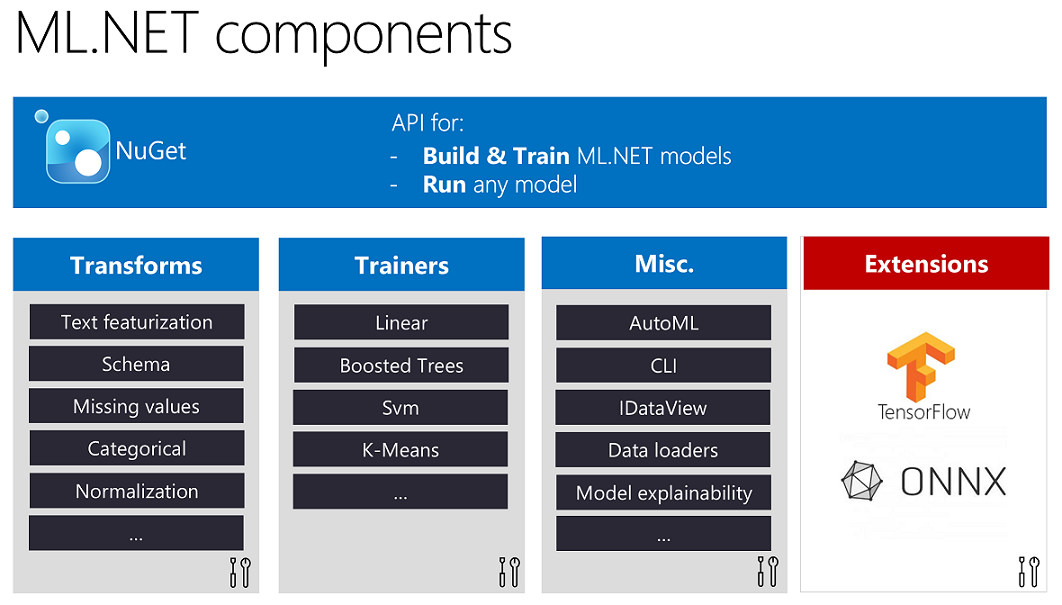 ML.NET components
NuGet
API for:
- Build & Train ML.NET models
- Run any model
Transforms
Text featurization
Schema
Missing values
Categorical
Normalization
...
Trainers
Linear
Boosted Trees
Svm
K-Means
...
Misc.
AutoML
CLI
IDataView
Data loaders
Model explainability
...
Extensions
TensorFlow
ONNX